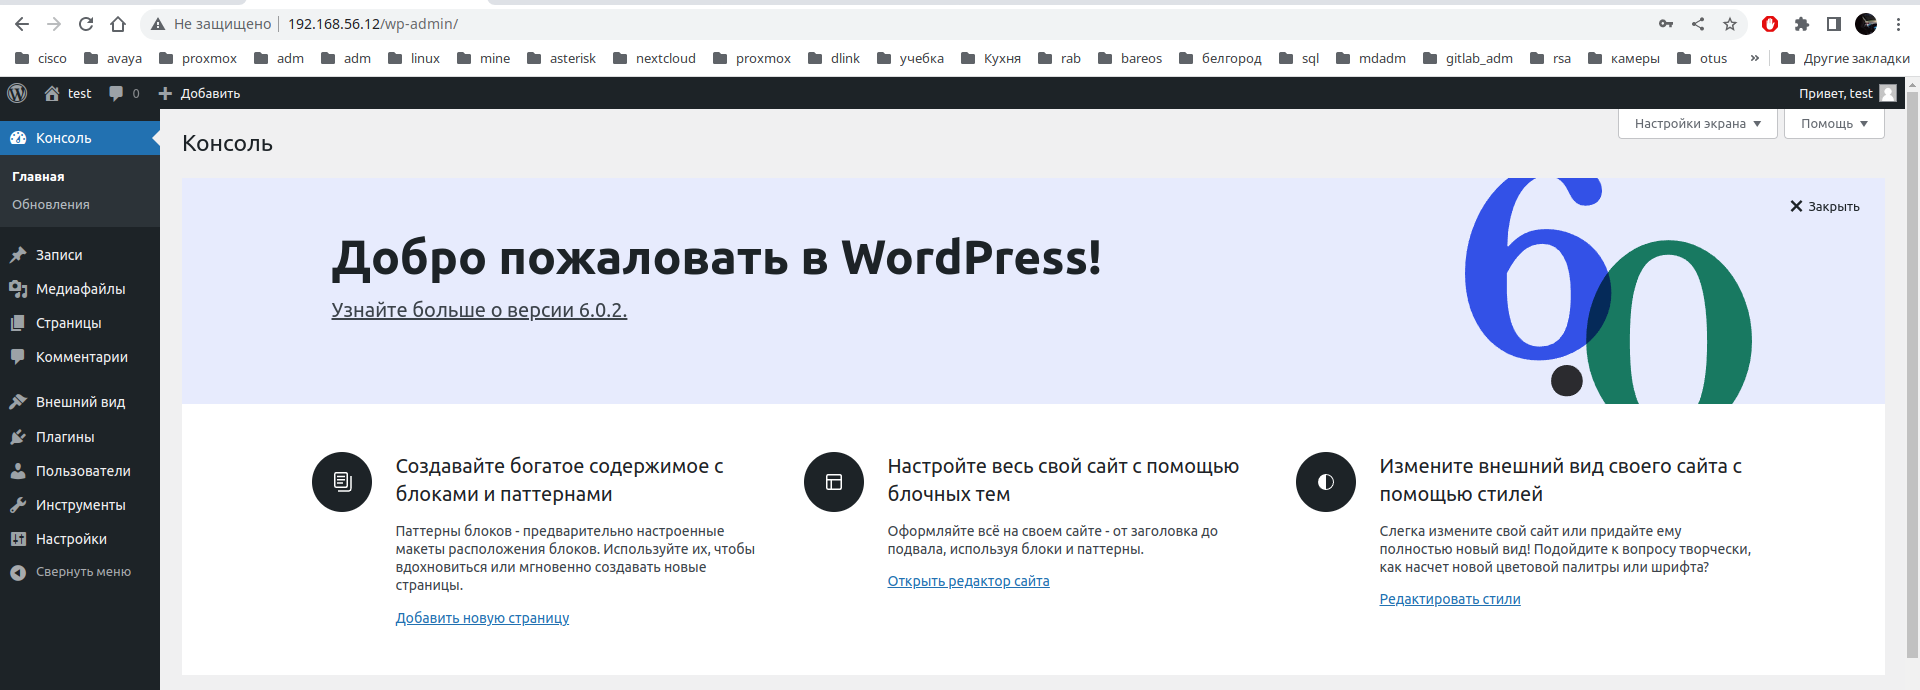 Не защищено 192.168.56.12/wp-admin/
cisco avaya proxmox adm adm linux mine asterisk nextcloud proxmox dlink учебка Кухня rab bareos белгород sql mdadm gitlab_adm rsa камеры otus » Другие закладки
test 0 Добавить Привет, test
Настройки экрана Помощь
Консоль
Главная
Обновления
Записи
Медиафайлы
Страницы
Комментарии
Внешний вид
Плагины
Пользователи
Инструменты
Настройки
Свернуть меню
Консоль
Закрыть
6.0
Добро пожаловать в WordPress!
Узнайте больше о версии 6.0.2.
Создавайте богатое содержимое с
блоками и паттернами
Паттерны блоков - предварительно настроенные
макеты расположения блоков. Используйте их, чтобы
вдохновиться или мгновенно создавать новые
страницы.
Добавить новую страницу
Настройте весь свой сайт с помощью
блочных тем
Оформляйте всё на своем сайте - от заголовка до
подвала, используя блоки и паттерны.
Открыть редактор сайта
Измените внешний вид своего сайта с
помощью стилей
Слегка измените свой сайт или придайте ему
полностью новый вид! Подойдите к вопросу творчески,
как насчет новой цветовой палитры или шрифта?
Редактировать стили